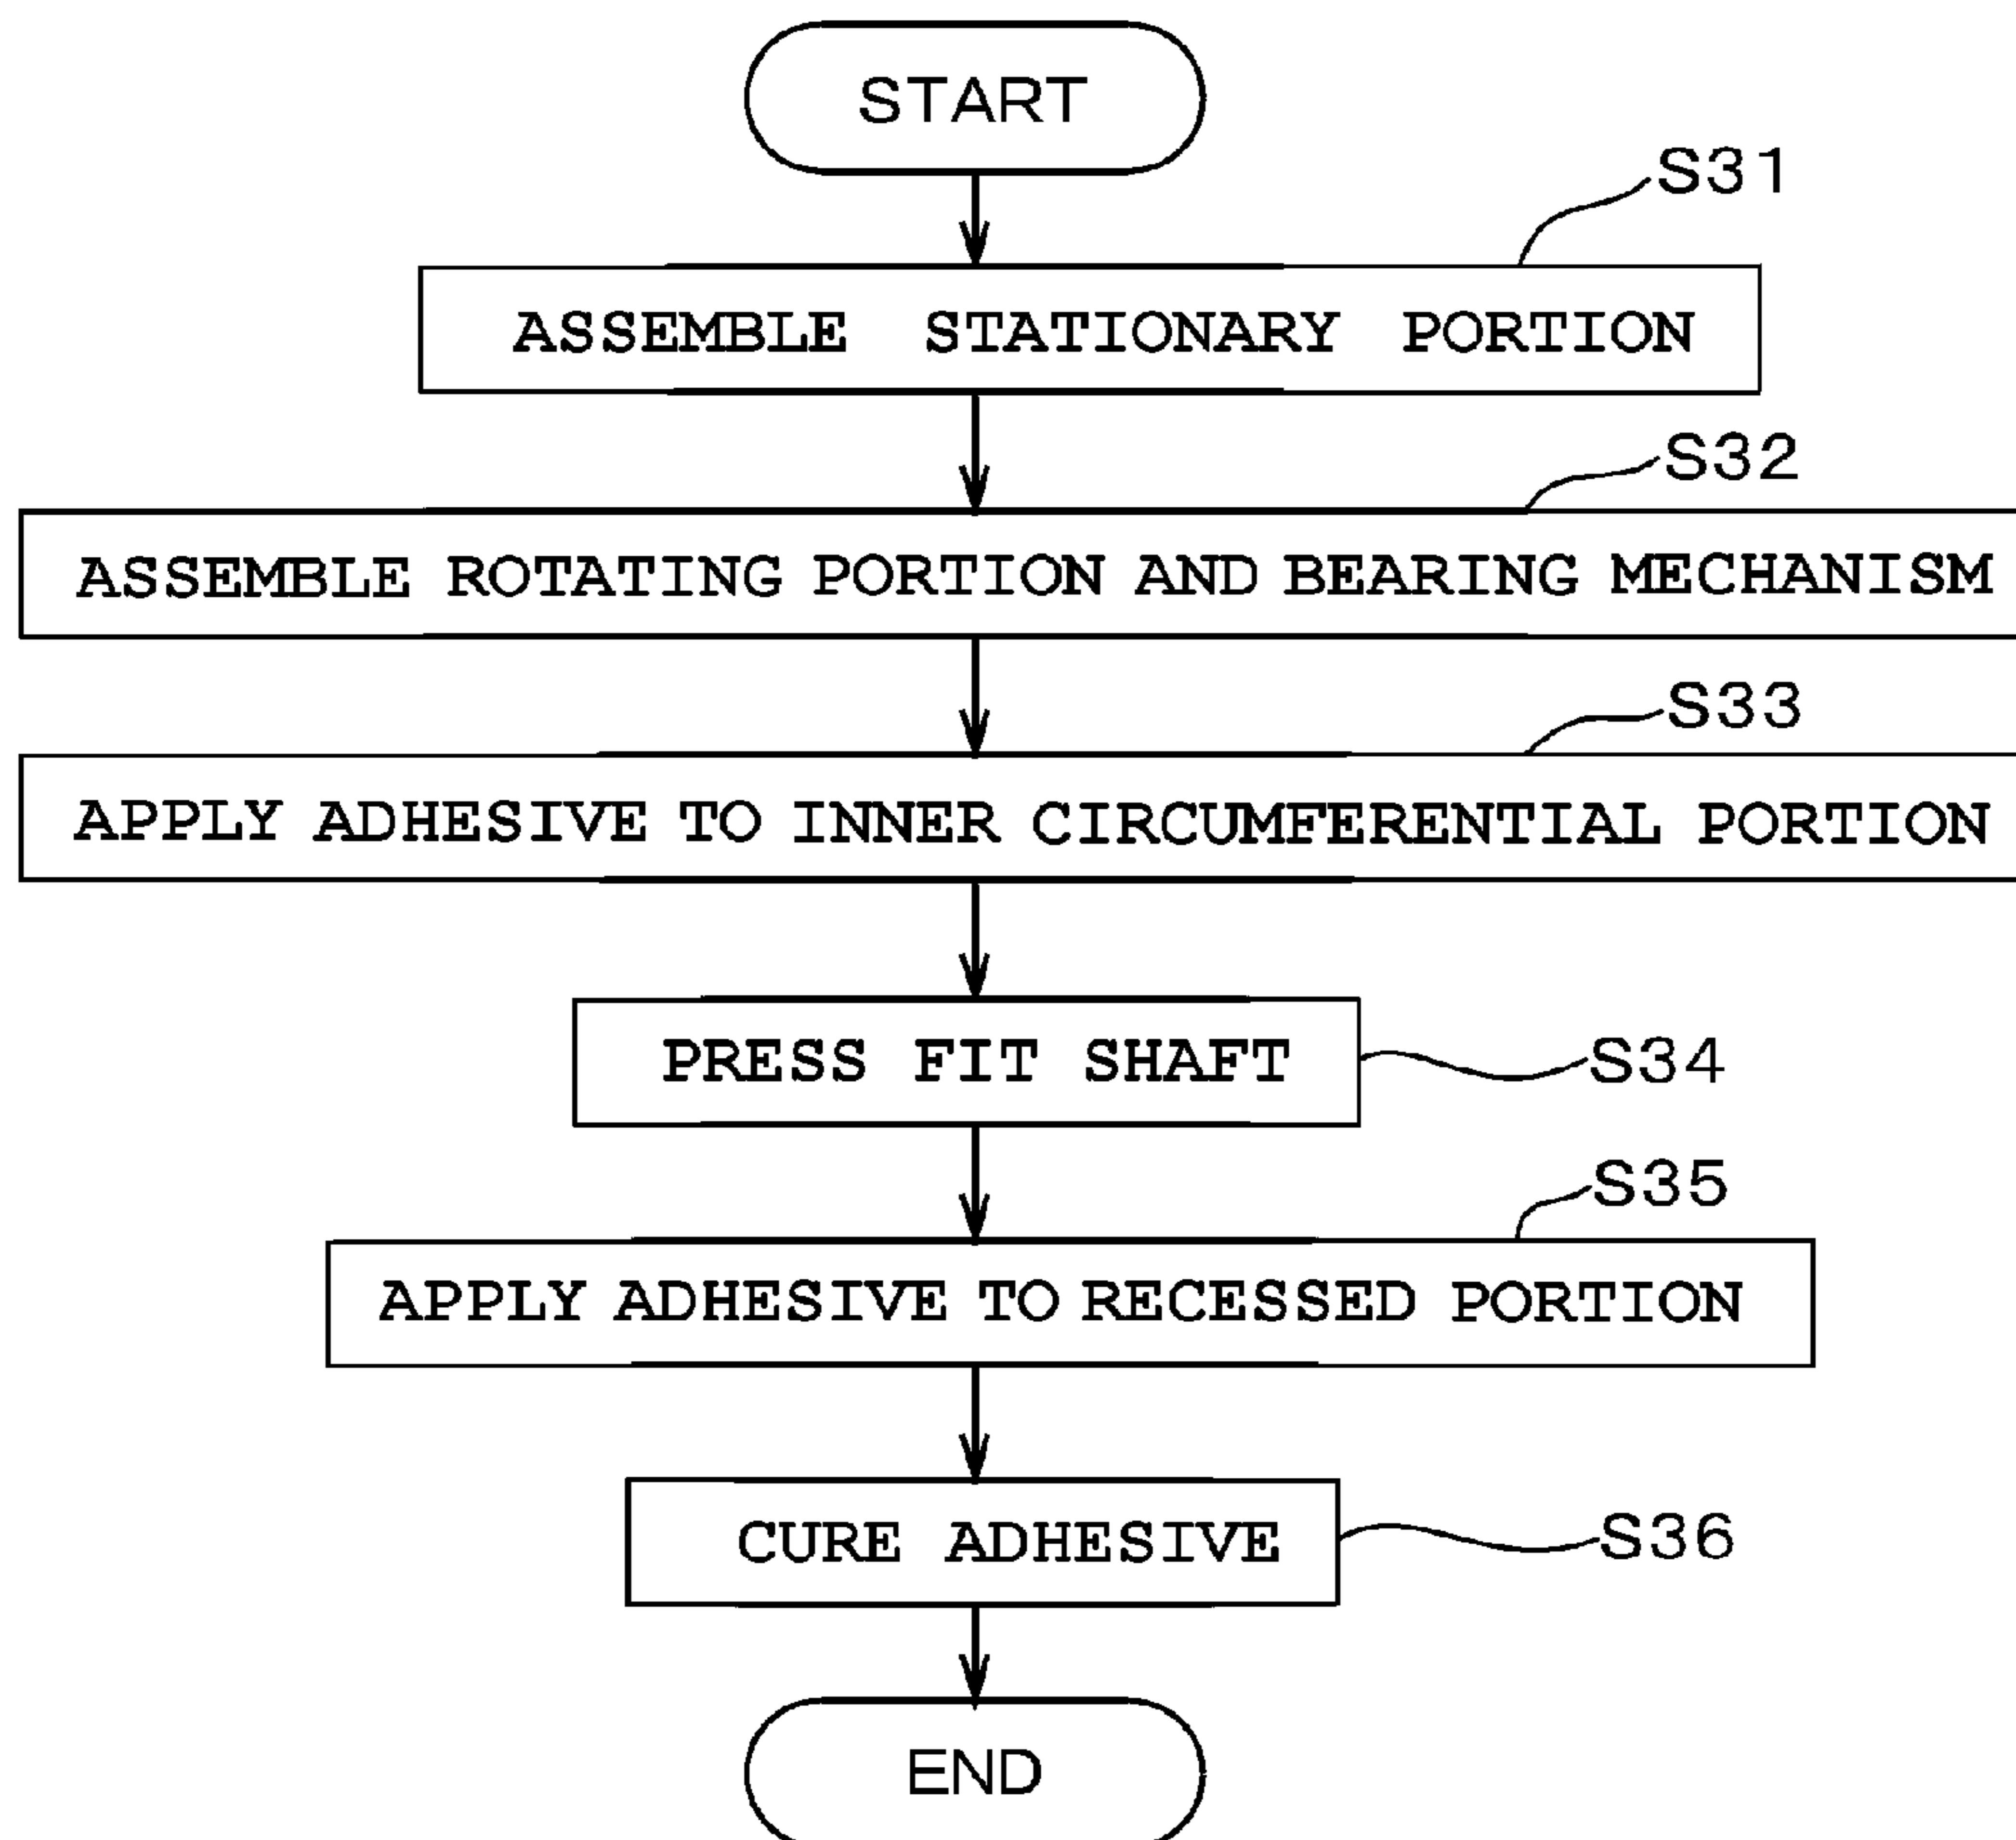 START
S31
ASSEMBLE STATIONARY PORTION
S32
ASSEMBLE ROTATING PORTION AND BEARING MECHANISM
S33
APPLY ADHESIVE TO INNER CIRCUMFERENTIAL PORTION
PRESS FIT SHAFT
S34
S35
APPLY ADHESIVE TO RECESSED PORTION
CURE ADHESIVE
S36
END